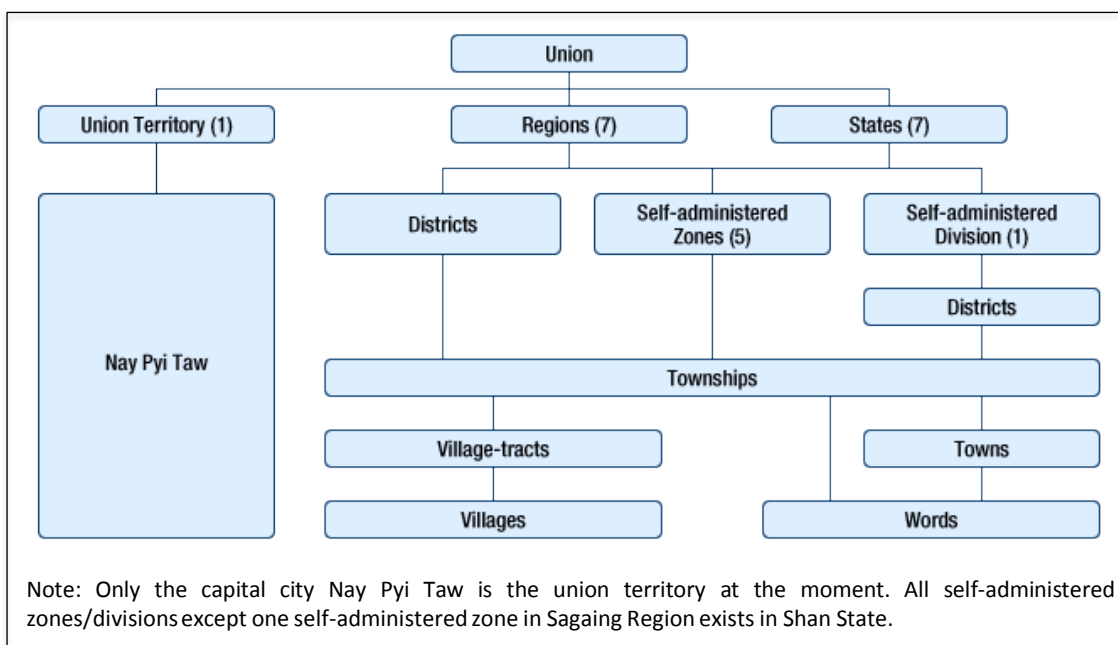 Union
Union Territory (1)
Regions (7)
States (7)
Nay Pyi Taw
Districts
Self-administered
Zones (5)
Self-administered
Division (1)
Districts
Townships
Village-tracts
Towns
Villages
Words
Note: Only the capital city Nay Pyi Taw is the union territory at the moment. All self-administered
zones/divisions except one self-administered zone in Sagaing Region exists in Shan State.